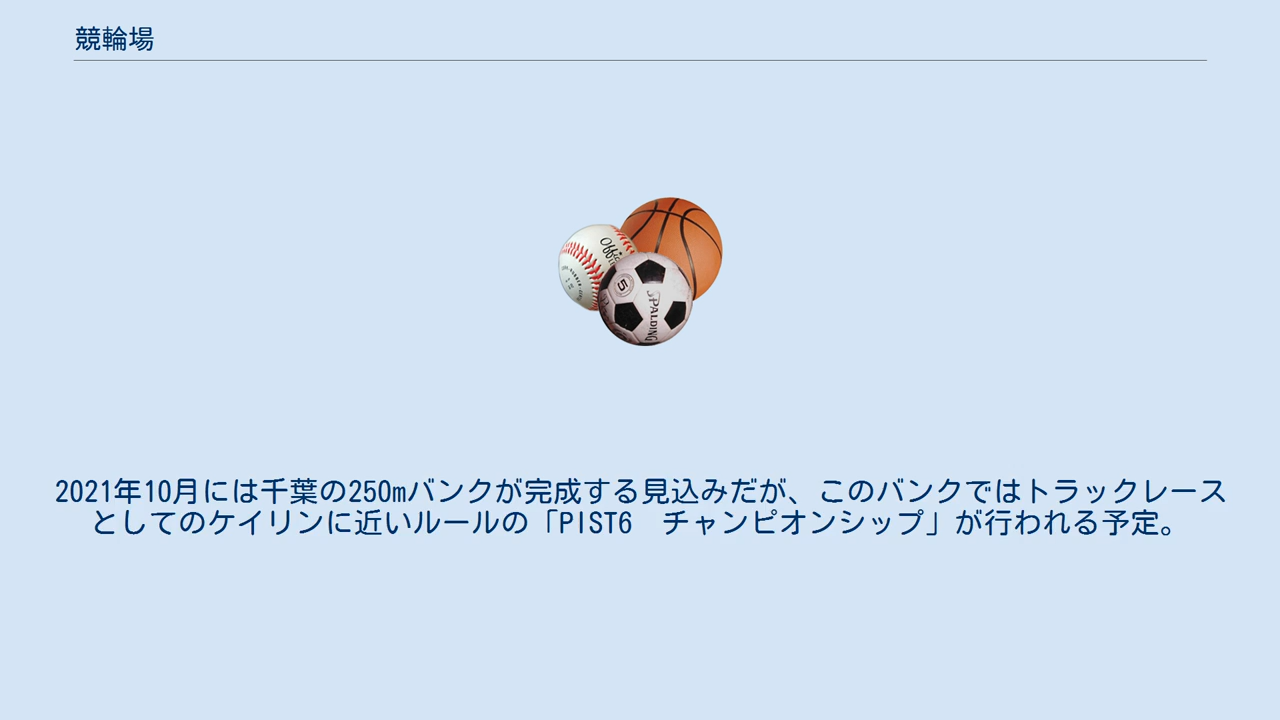 競輪場
Offici
5
SPALDING
2021年10月には千葉の250mバンクが完成する見込みだが、このバンクではトラックレース
としてのケイリンに近いルールの「PIST6　チャンピオンシップ」が行われる予定。